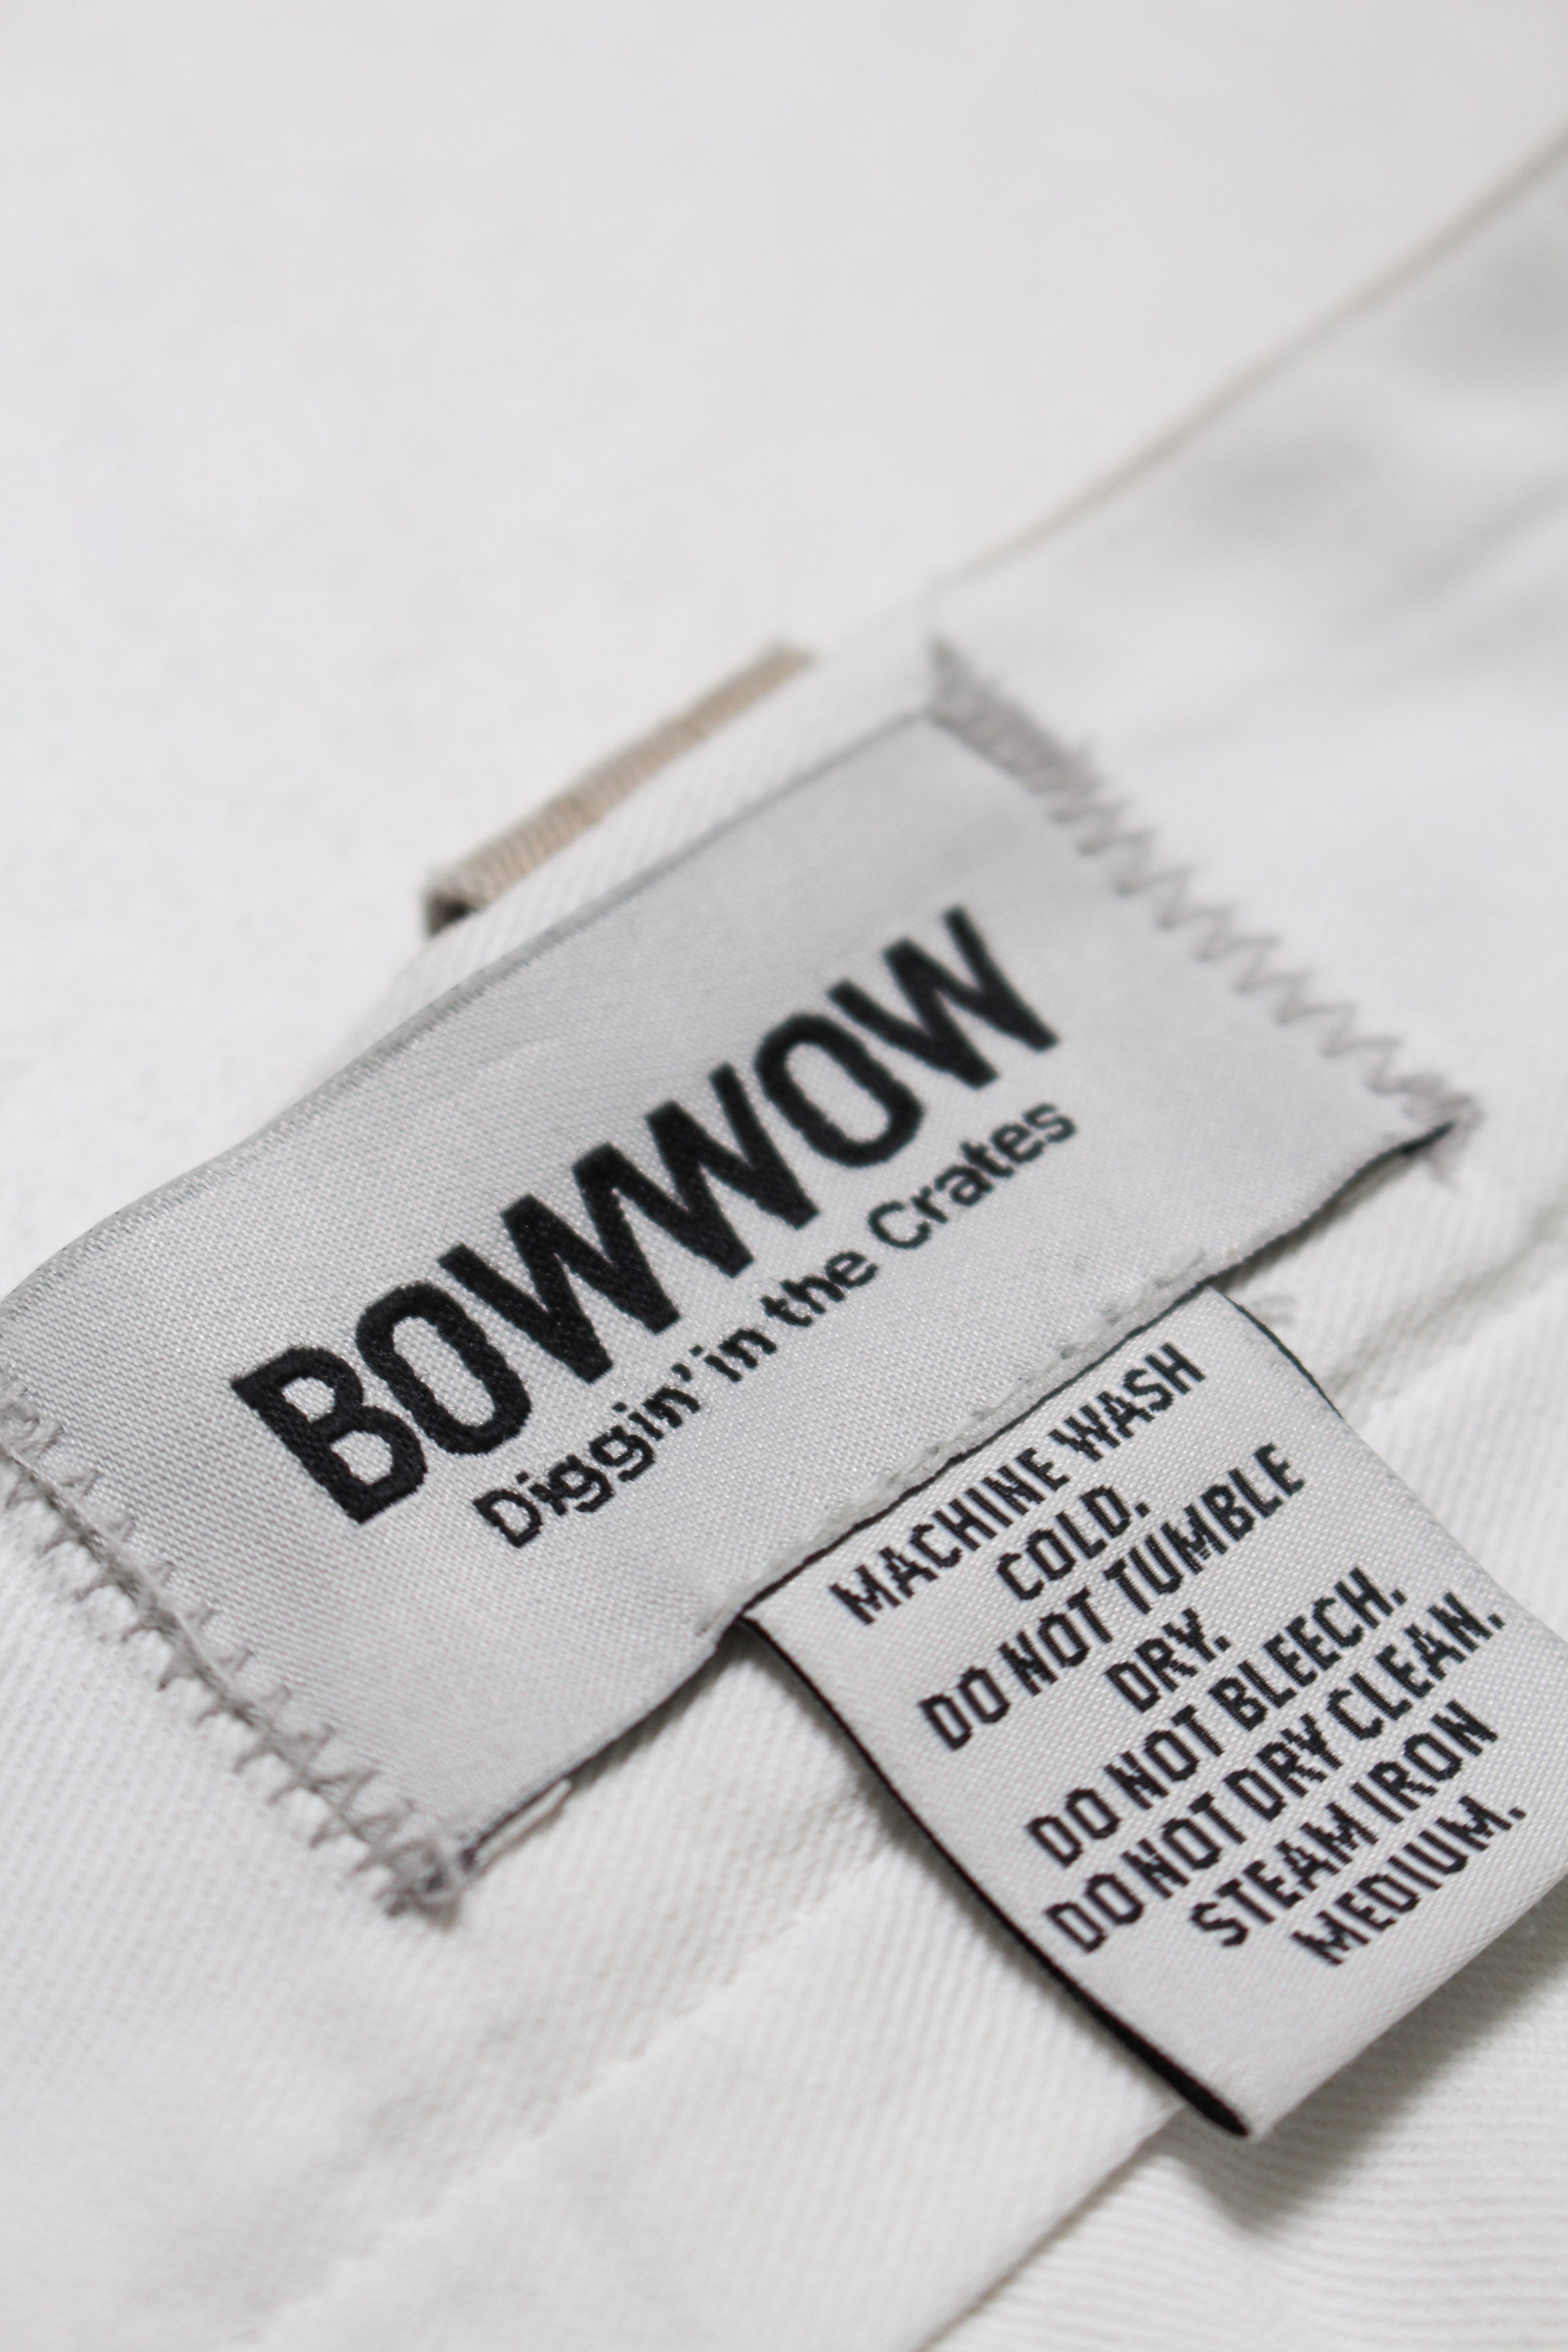 BOWWOW
Diggin' in the Crates
MACHINE WASH
COLD.
DO NOT TUMBLE
DRY.
DO NOT BLEECH.
DO NOT DRY CLEAN.
STEAM IRON
MEDIUM.